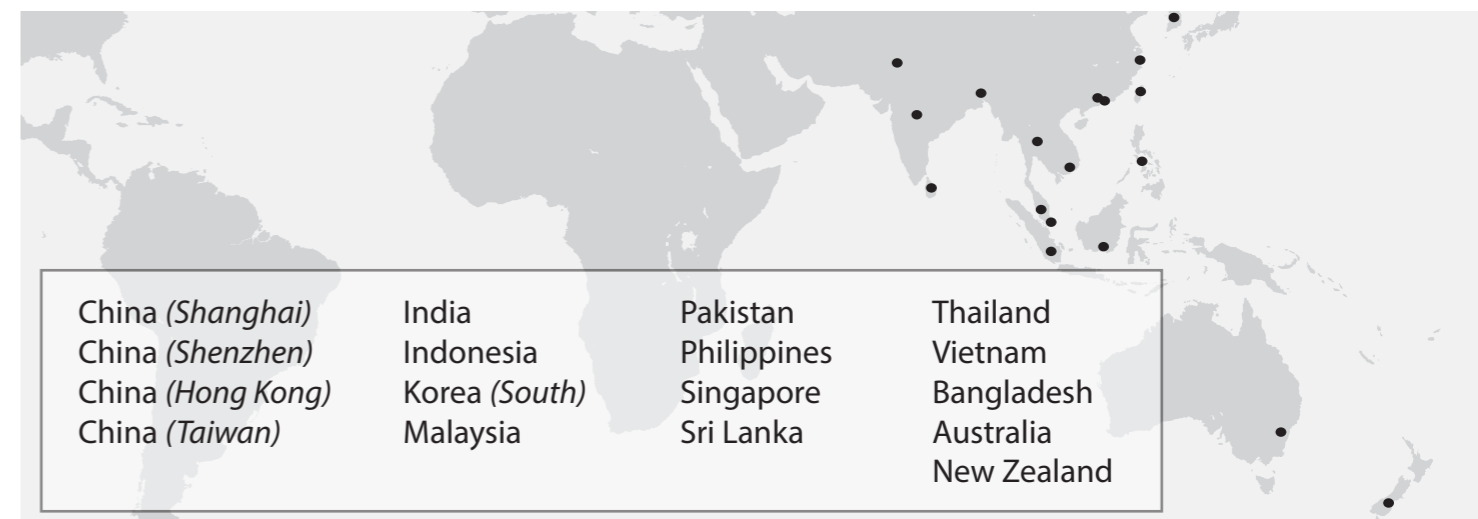 China (Shanghai)
China (Shenzhen)
China (Hong Kong)
China (Taiwan)
India
Indonesia
Korea (South)
Malaysia
Pakistan
Philippines
Singapore
Sri Lanka
Thailand
Vietnam
Bangladesh
Australia
New Zealand